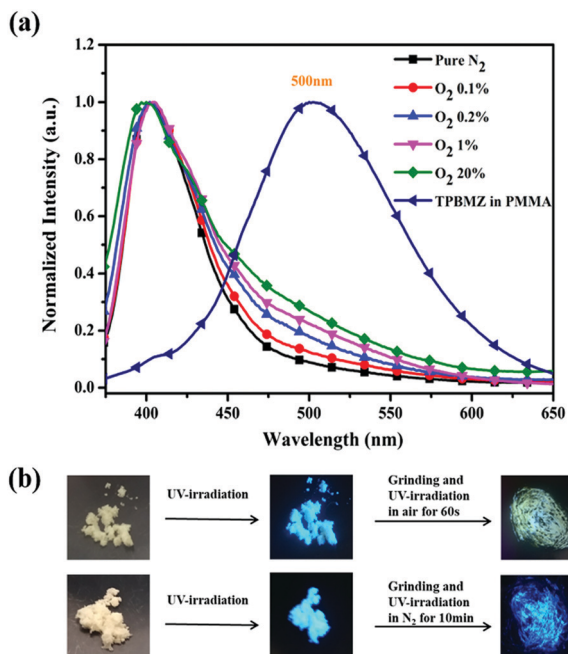 (a)
1.2
1.0
0.8
0.6
0.4
0.2
0.0
Normalized Intensity (a.u.)
500nm
Pure N2
O2 0.1%
O2 0.2%
O2 1%
O2 20%
TPBMZ in PMMA
400 450 500 550 600 650
Wavelength (nm)
(b)
UV-irradiation
Grinding and
UV-irradiation
in air for 60s
UV-irradiation
Grinding and
UV-irradiation
in N2 for 10min